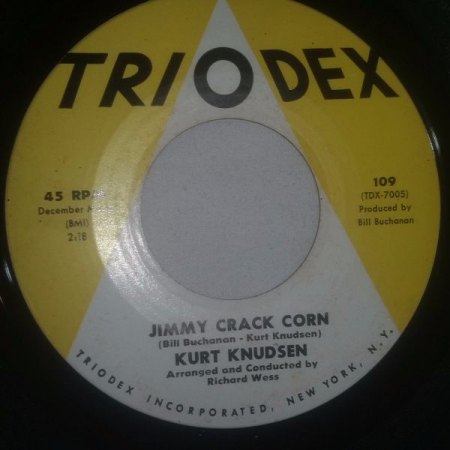 TRIODEX
45 RPM
December M
(BMI)
2:18
109
(TDX-7005)
Produced by
Bill Buchanan
JIMMY CRACK CORN
(Bill Buchanan - Kurt Knudsen)
KURT KNUDSEN
Arranged and Conducted by
Richard Wess
TRIODEX INCORPORATED, NEW YORK, N.Y.